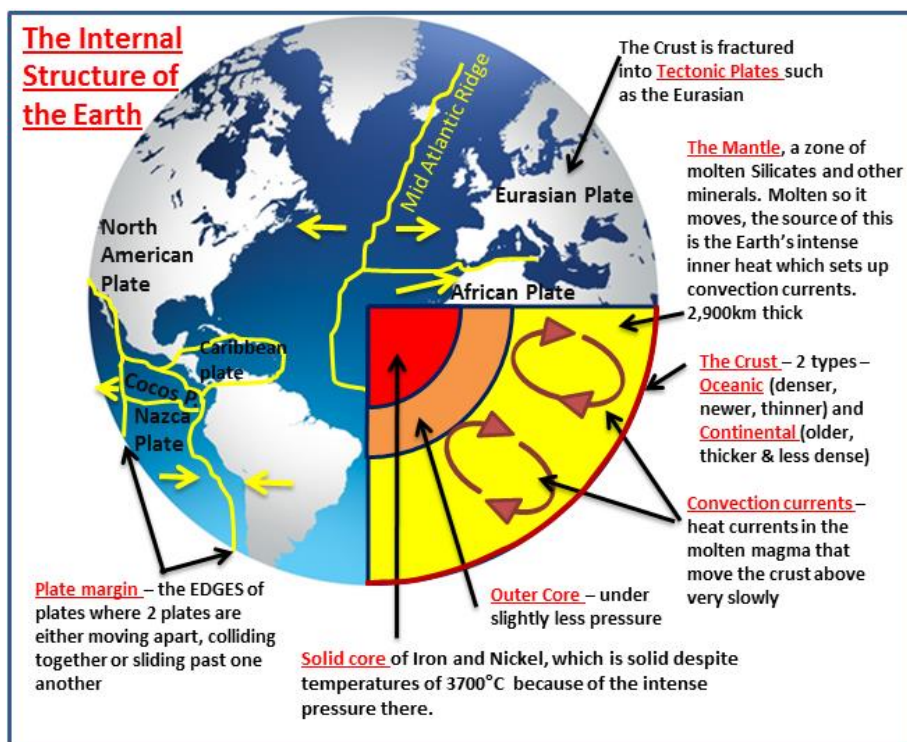 The Internal
Structure of
the Earth
Mid Atlantic Ridge
The Crust is fractured
into Tectonic Plates such
as the Eurasian
The Mantle, a zone of
molten Silicates and other
minerals. Molten so it
moves, the source of this
is the Earth's intense
inner heat which sets up
convection currents.
2,900km thick
Eurasian Plate
North
American
Plate
African Plate
Caribbean
plate
Cocos P.
Nazca
Plate
The Crust – 2 types –
Oceanic (denser,
newer, thinner) and
Continental (older,
thicker & less dense)
Convection currents –
heat currents in the
molten magma that
move the crust above
very slowly
Plate margin – the EDGES of
plates where 2 plates are
either moving apart, colliding
together or sliding past one
another
Outer Core – under
slightly less pressure
Solid core of Iron and Nickel, which is solid despite
temperatures of 3700°C because of the intense
pressure there.